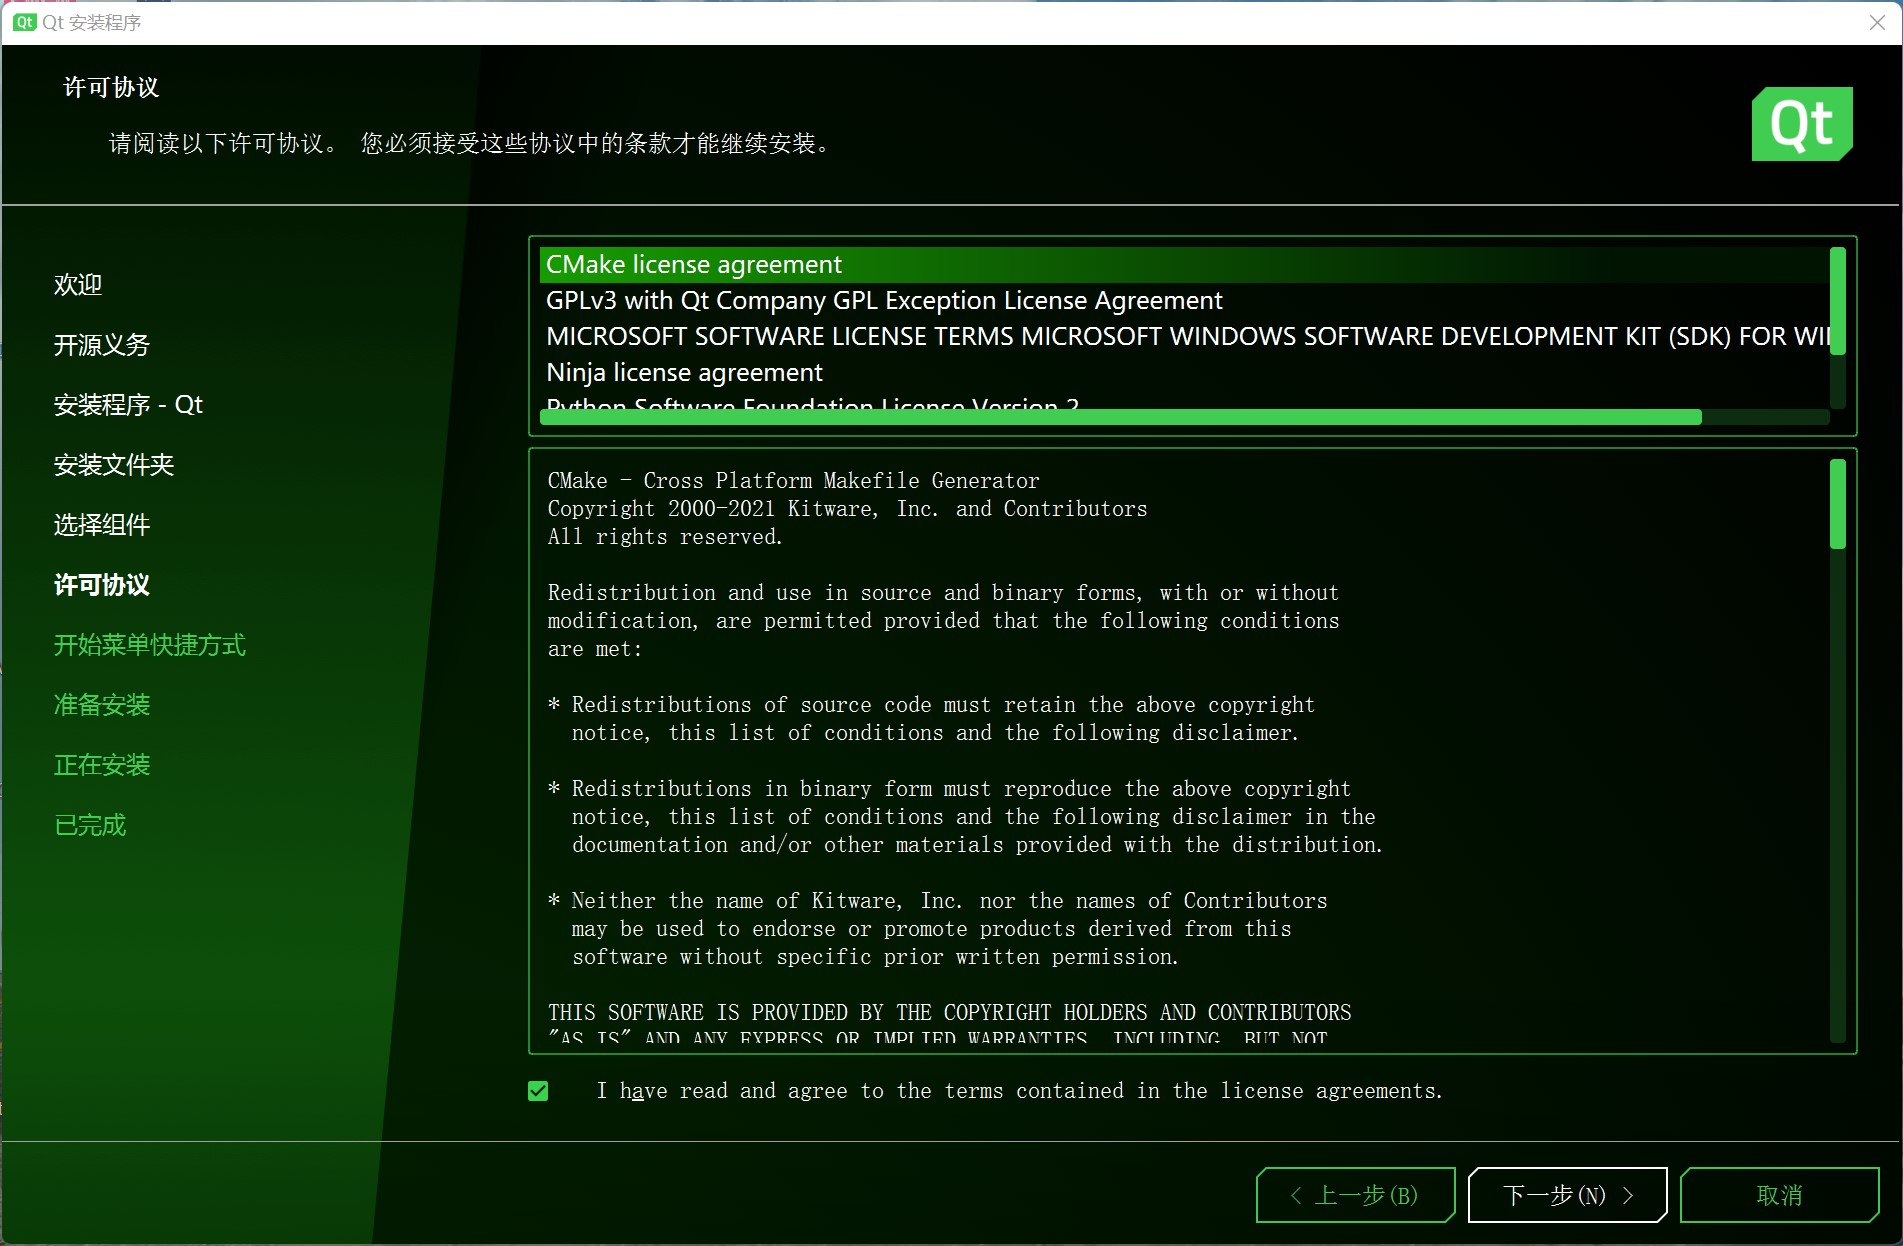 Qt Qt 安装程序
许可协议
请阅读以下许可协议。 您必须接受这些协议中的条款才能继续安装。
Qt
欢迎
开源义务
安装程序 - Qt
安装文件夹
选择组件
许可协议
开始菜单快捷方式
准备安装
正在安装
已完成
CMake license agreement
GPLv3 with Qt Company GPL Exception License Agreement
MICROSOFT SOFTWARE LICENSE TERMS MICROSOFT WINDOWS SOFTWARE DEVELOPMENT KIT (SDK) FOR WI
Ninja license agreement
Python Software Foundation License Version 2
CMake - Cross Platform Makefile Generator
Copyright 2000-2021 Kitware, Inc. and Contributors
All rights reserved.
Redistribution and use in source and binary forms, with or without
modification, are permitted provided that the following conditions
are met:
* Redistributions of source code must retain the above copyright
notice, this list of conditions and the following disclaimer.
* Redistributions in binary form must reproduce the above copyright
notice, this list of conditions and the following disclaimer in the
documentation and/or other materials provided with the distribution.
* Neither the name of Kitware, Inc. nor the names of Contributors
may be used to endorse or promote products derived from this
software without specific prior written permission.
THIS SOFTWARE IS PROVIDED BY THE COPYRIGHT HOLDERS AND CONTRIBUTORS
"AS IS" AND ANY EXPRESS OR IMPLIED WARRANTIES, INCLUDING, BUT NOT
I have read and agree to the terms contained in the license agreements.
< 上一步(B)
下一步(N) >
取消